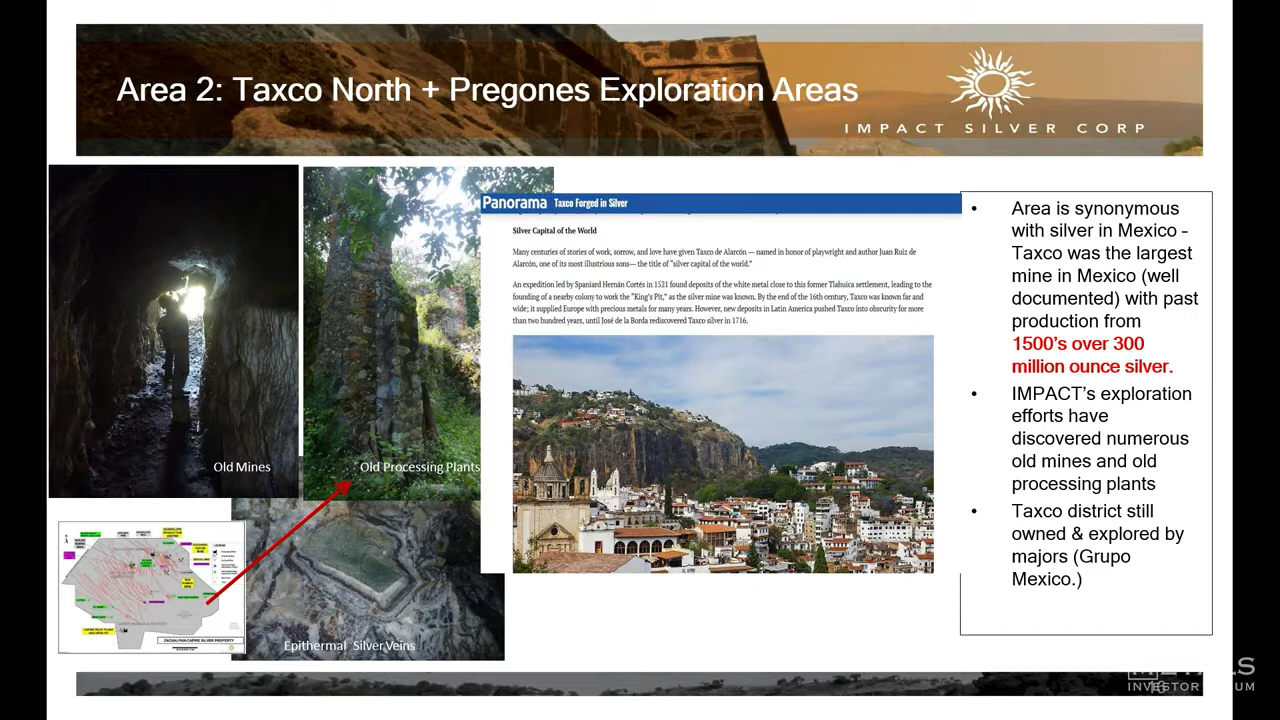 Area 2: Taxco North + Pregones Exploration Areas
IMPACT SILVER CORP
Old Mines
Old Processing Plants
Epithermal Silver Veins
Panorama Taxco Forged in Silver
Silver Capital of the World
Many centuries of stories of work, sorrow, and love have given Taxco de Alarcón — named in honor of playwright and author Juan Ruiz de
Alarcón, one of its most illustrious sons— the title of "silver capital of the world."
An expedition led by Spaniard Hernán Cortés in 1521 found deposits of the white metal close to this former Tlahuica settlement, leading to the
founding of a nearby colony to work the "King's Pit," as the silver mine was known. By the end of the 16th century, Taxco was known far and
wide; it supplied Europe with precious metals for many years. However, new deposits in Latin America pushed Taxco into obscurity for more
than two hundred years, until José de la Borda rediscovered Taxco silver in 1716.
• Area is synonymous
with silver in Mexico -
Taxco was the largest
mine in Mexico (well
documented) with past
production from
1500's over 300
million ounce silver.
• IMPACT's exploration
efforts have
discovered numerous
old mines and old
processing plants
• Taxco district still
owned & explored by
majors (Grupo
Mexico.)
ZACUALPAN-CAPIRE SILVER PROPERTY
16
INVESTOR